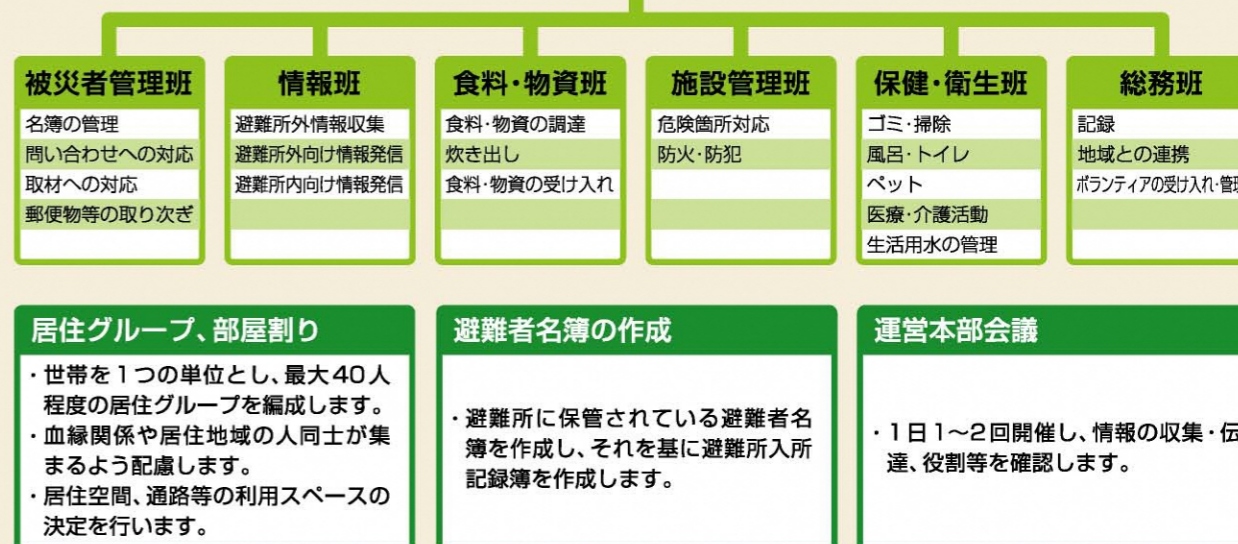 被災者管理班
名簿の管理
問い合わせへの対応
取材への対応
郵便物等の取り次ぎ
情報班
避難所外情報収集
避難所外向け情報発信
避難所内向け情報発信
食料・物資班
食料・物資の調達
炊き出し
食料・物資の受け入れ
施設管理班
危険箇所対応
防火・防犯
保健・衛生班
ゴミ・掃除
風呂・トイレ
ペット
医療・介護活動
生活用水の管理
総務班
記録
地域との連携
ボランティアの受け入れ・管
居住グループ、部屋割り
・世帯を1つの単位とし、最大40人
程度の居住グループを編成します。
・血縁関係や居住地域の人同士が集
まるよう配慮します。
・居住空間、通路等の利用スペースの
決定を行います。
避難者名簿の作成
・避難所に保管されている避難者名
簿を作成し、それを基に避難所入所
記録簿を作成します。
運営本部会議
・1日1〜2回開催し、情報の収集・伝
達、役割等を確認します。